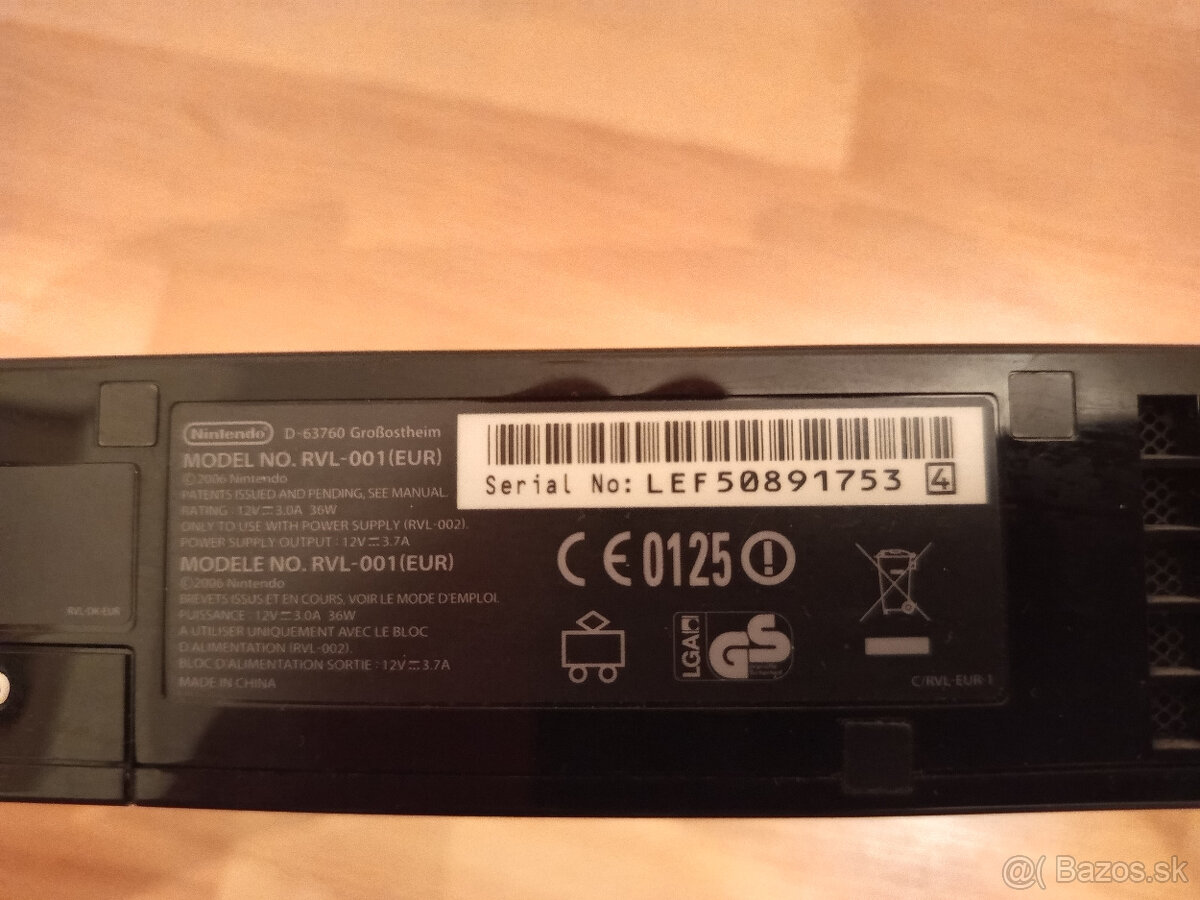 Nintendo D-63760 Großostheim
MODEL NO. RVL-001(EUR)
©2006 Nintendo
PATENTS ISSUED AND PENDING, SEE MANUAL.
RATING : 12V⎓3.0A 36W
ONLY TO USE WITH POWER SUPPLY (RVL-002).
POWER SUPPLY OUTPUT : 12V⎓3.7A
MODELE NO. RVL-001(EUR)
©2006 Nintendo
BREVETS ISSUS ET EN COURS, VOIR LE MODE D'EMPLOI.
PUISSANCE : 12V⎓3.0A 36W
A UTILISER UNIQUEMENT AVEC LE BLOC
D'ALIMENTATION (RVL-002).
BLOC D'ALIMENTATION SORTIE : 12V⎓3.7A
MADE IN CHINA
Serial No: LEF50891753 4
CE0125
LGAI GS
C/RVL-EUR-1
RVL-DK-EUR
@( Bazos.sk